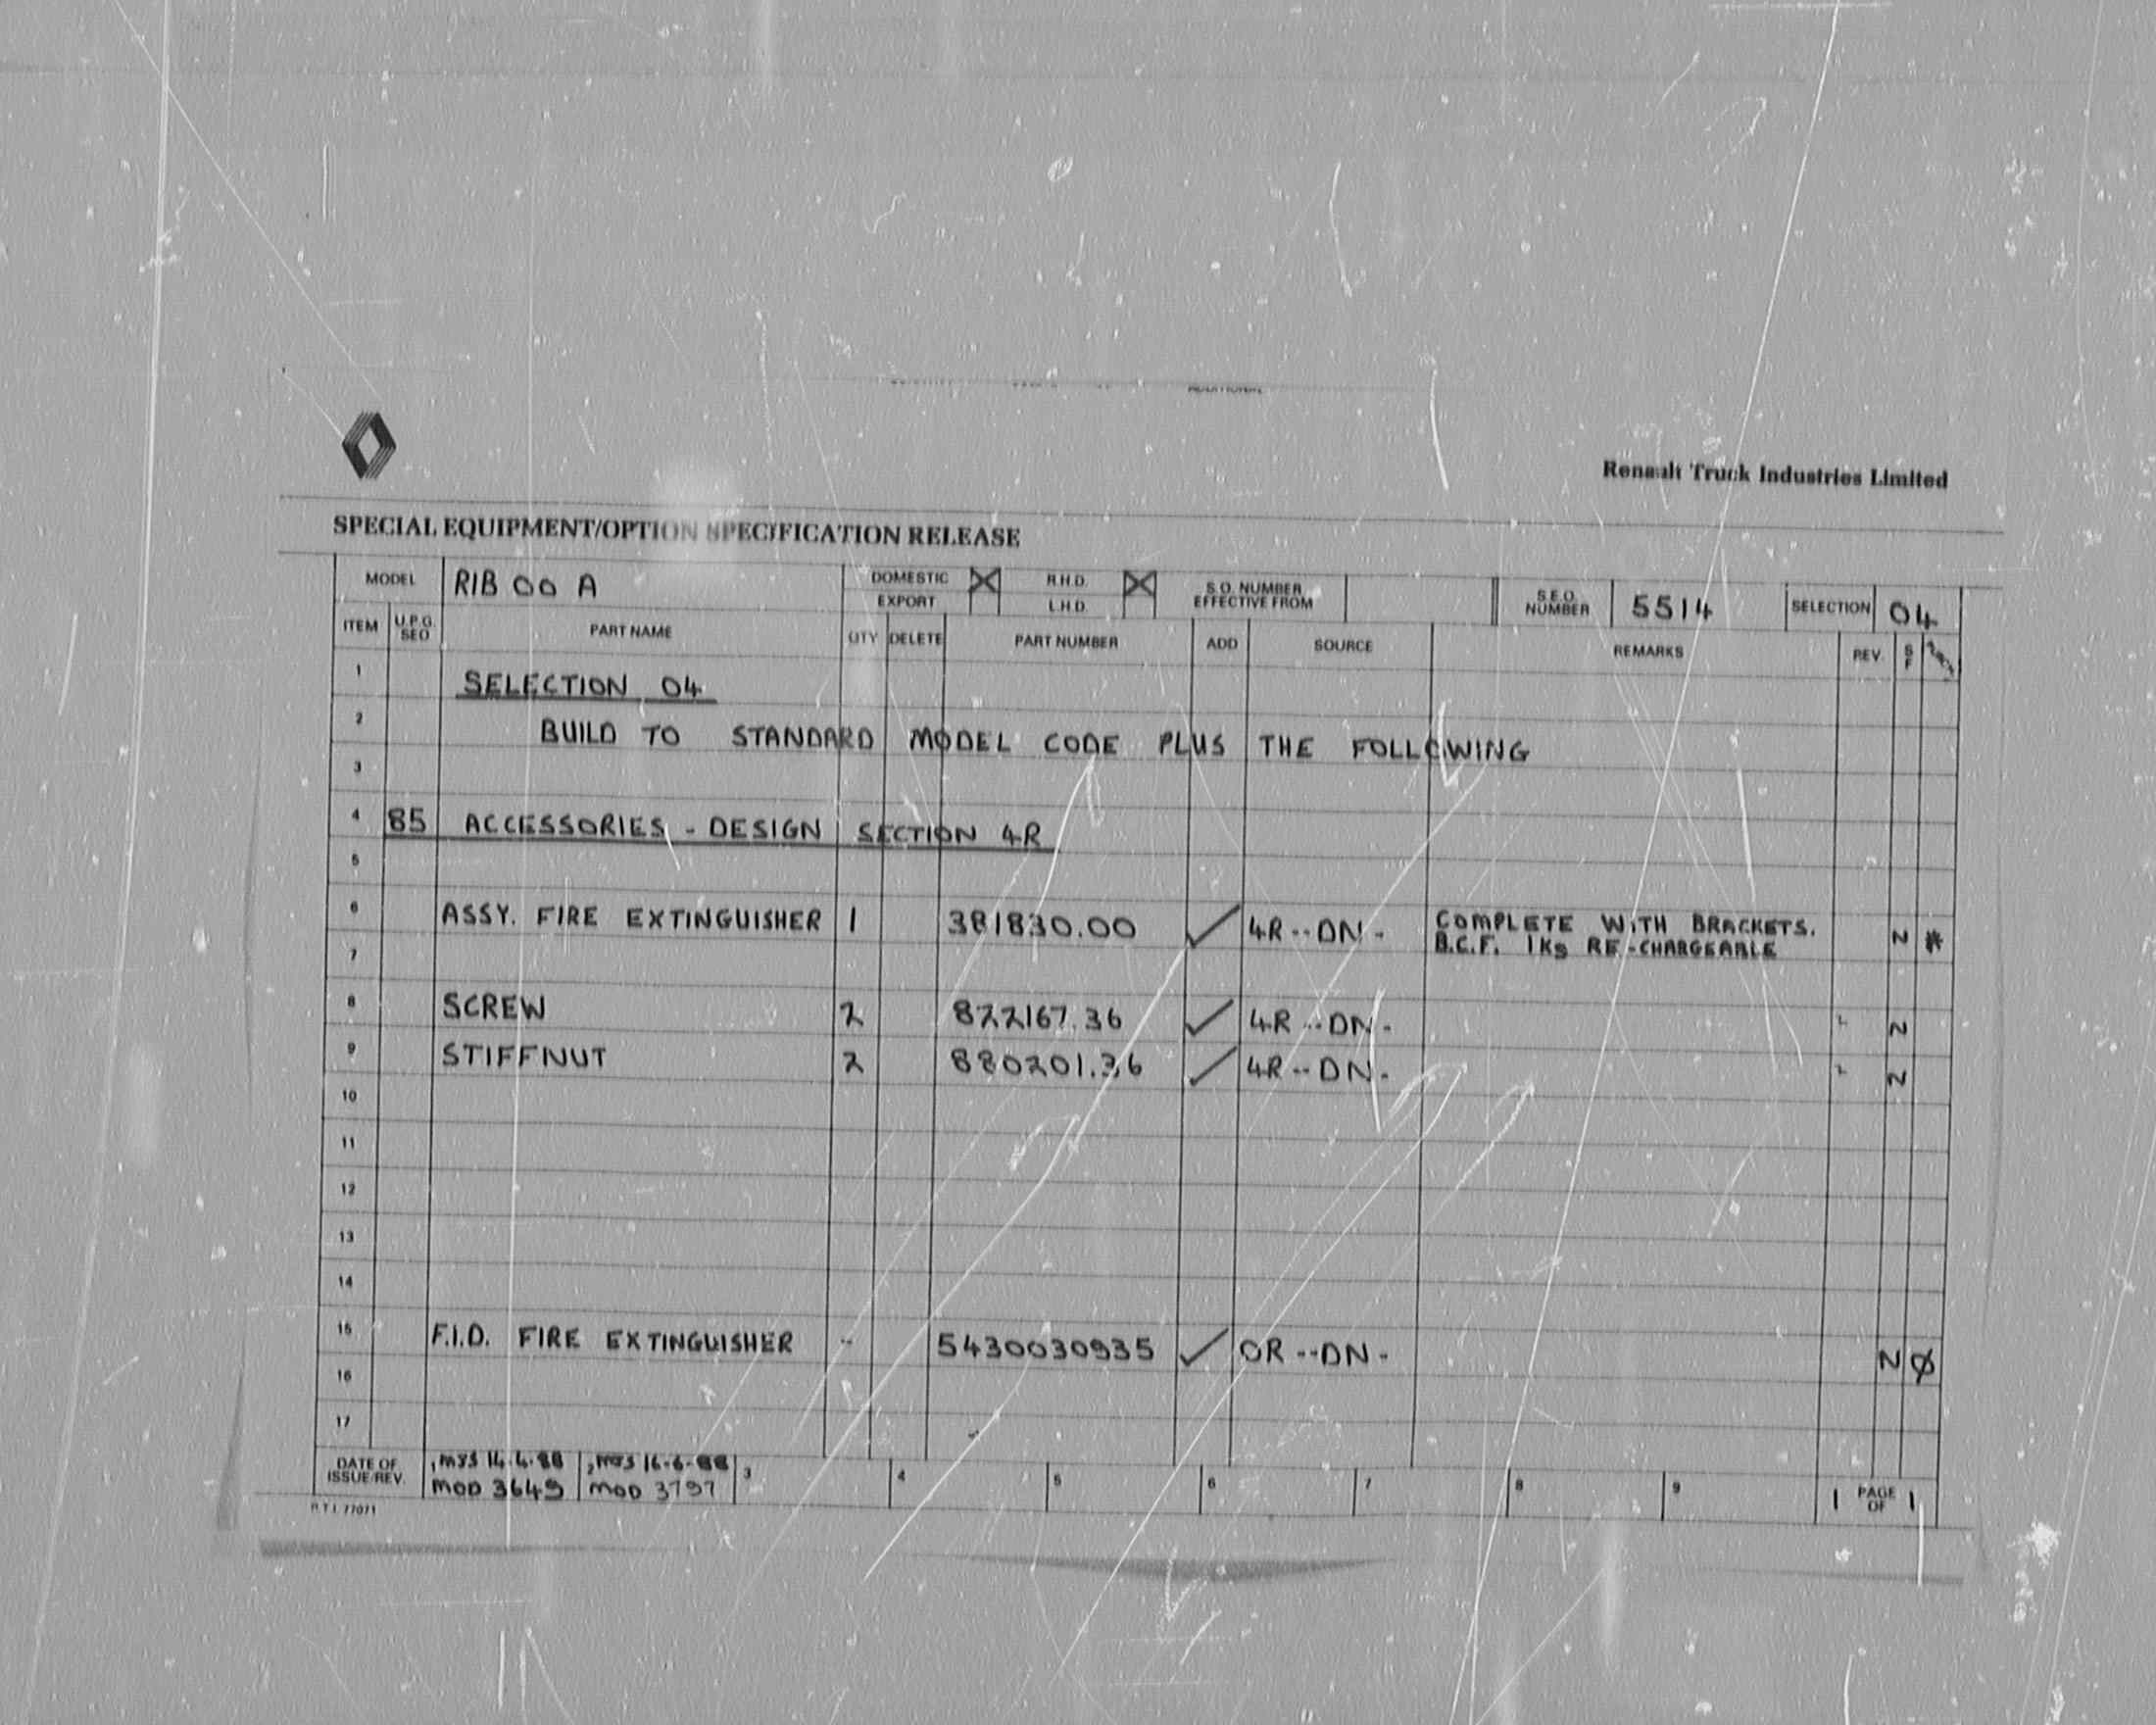 Renault Truck Industries Limited
SPECIAL EQUIPMENT/OPTION SPECIFICATION RELEASE
MODEL RIB 00 A DOMESTIC EXPORT R.H.D. L.H.D. S.O. NUMBER EFFECTIVE FROM S.E.O. NUMBER 5514 SELECTION 04
ITEM U.P.G. SEO PART NAME QTY DELETE PART NUMBER ADD SOURCE REMARKS REV. S F
1 SELECTION 04
2 BUILD TO STANDARD MODEL CODE PLUS THE FOLLOWING
3
4 85 ACCESSORIES - DESIGN SECTION 4R
5
6 ASSY. FIRE EXTINGUISHER 1 381830.00 ✓ 4R--DN- COMPLETE WITH BRACKETS. N *
7 B.C.F. 1Kg RE-CHARGEABLE
8 SCREW 2 822167.36 ✓ 4R--DN- 2 N
9 STIFFNUT 2 880201.36 ✓ 4R--DN- 2 N
10
11
12
13
14
15 F.I.D. FIRE EXTINGUISHER -- 5430030935 ✓ OR--DN- N Ø
16
17
DATE OF ISSUE/REV. 14.4.88 16-6-88 3 4 5 6 7 8 9 1 PAGE OF 1
MOD 3649 MOD 3797
R.T.I. 77071